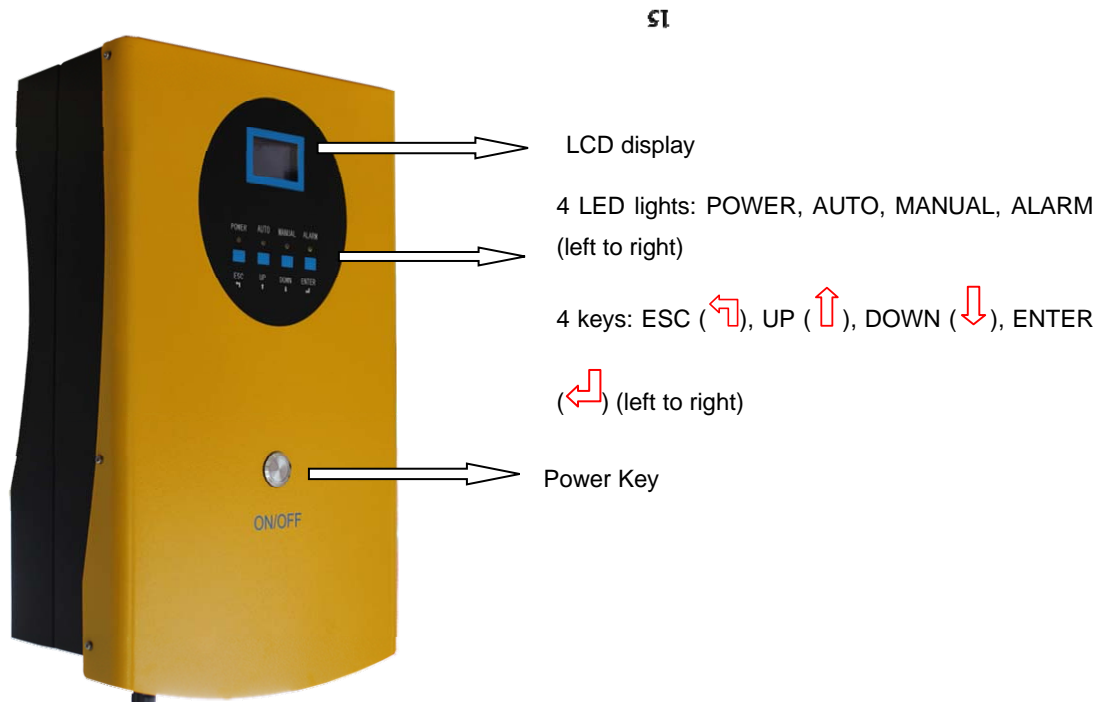 15
LCD display
4 LED lights: POWER, AUTO, MANUAL, ALARM
(left to right)
4 keys: ESC (), UP (), DOWN (), ENTER
() (left to right)
Power Key
POWER AUTO MANUAL ALARM
ESC UP DOWN ENTER
ON/OFF